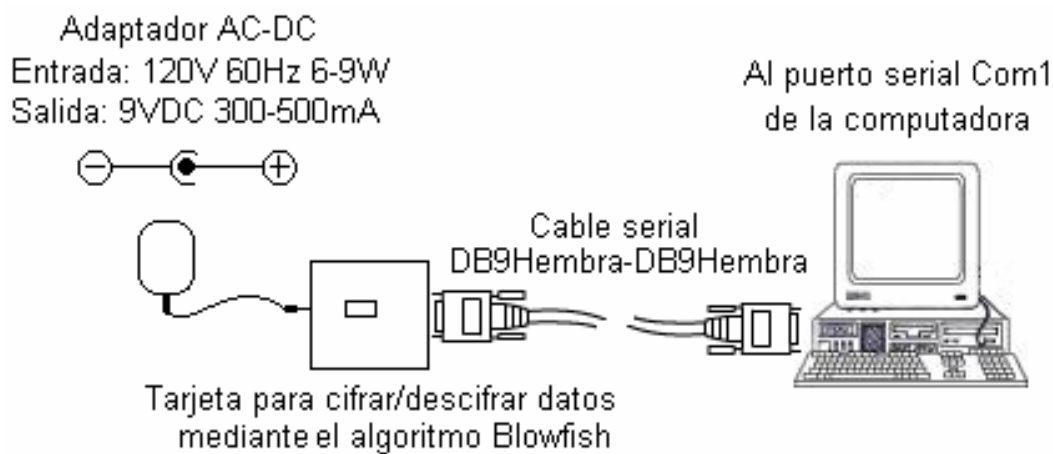 Adaptador AC-DC
Entrada: 120V 60Hz 6-9W
Salida: 9VDC 300-500mA
Al puerto serial Com1
de la computadora
Cable serial
DB9Hembra-DB9Hembra
Tarjeta para cifrar/descifrar datos
mediante el algoritmo Blowfish